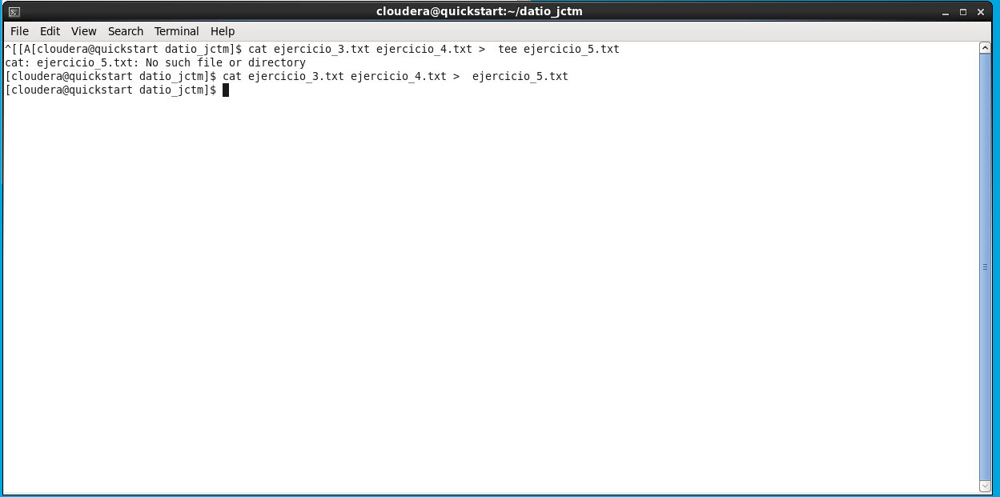 cloudera@quickstart:~/datio_jctm
File Edit View Search Terminal Help
^[[A[cloudera@quickstart datio_jctm]$ cat ejercicio_3.txt ejercicio_4.txt >  tee ejercicio_5.txt
cat: ejercicio_5.txt: No such file or directory
[cloudera@quickstart datio_jctm]$ cat ejercicio_3.txt ejercicio_4.txt >  ejercicio_5.txt
[cloudera@quickstart datio_jctm]$